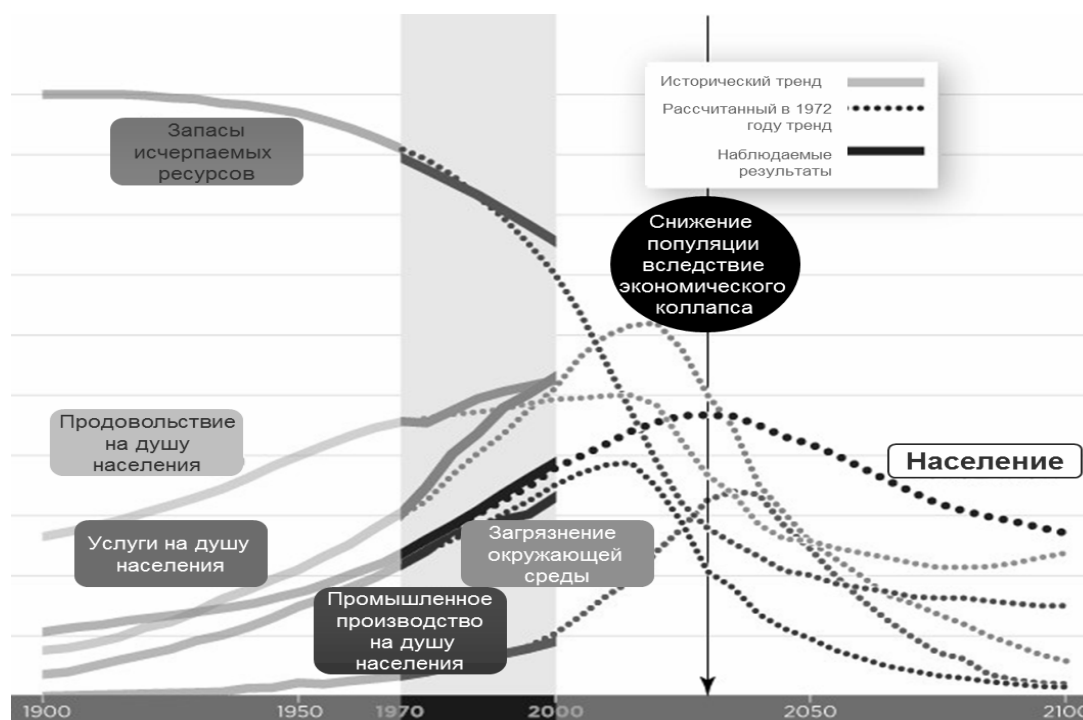 Исторический тренд
Рассчитанный в 1972
году тренд
Наблюдаемые
результаты
Запасы
исчерпаемых
ресурсов
Снижение
популяции
вследствие
экономического
коллапса
Продовольствие
на душу
населения
Население
Услуги на душу
населения
Загрязнение
окружающей
среды
Промышленное
производство
на душу
населения
1900
1950
1970
2000
2050
2100